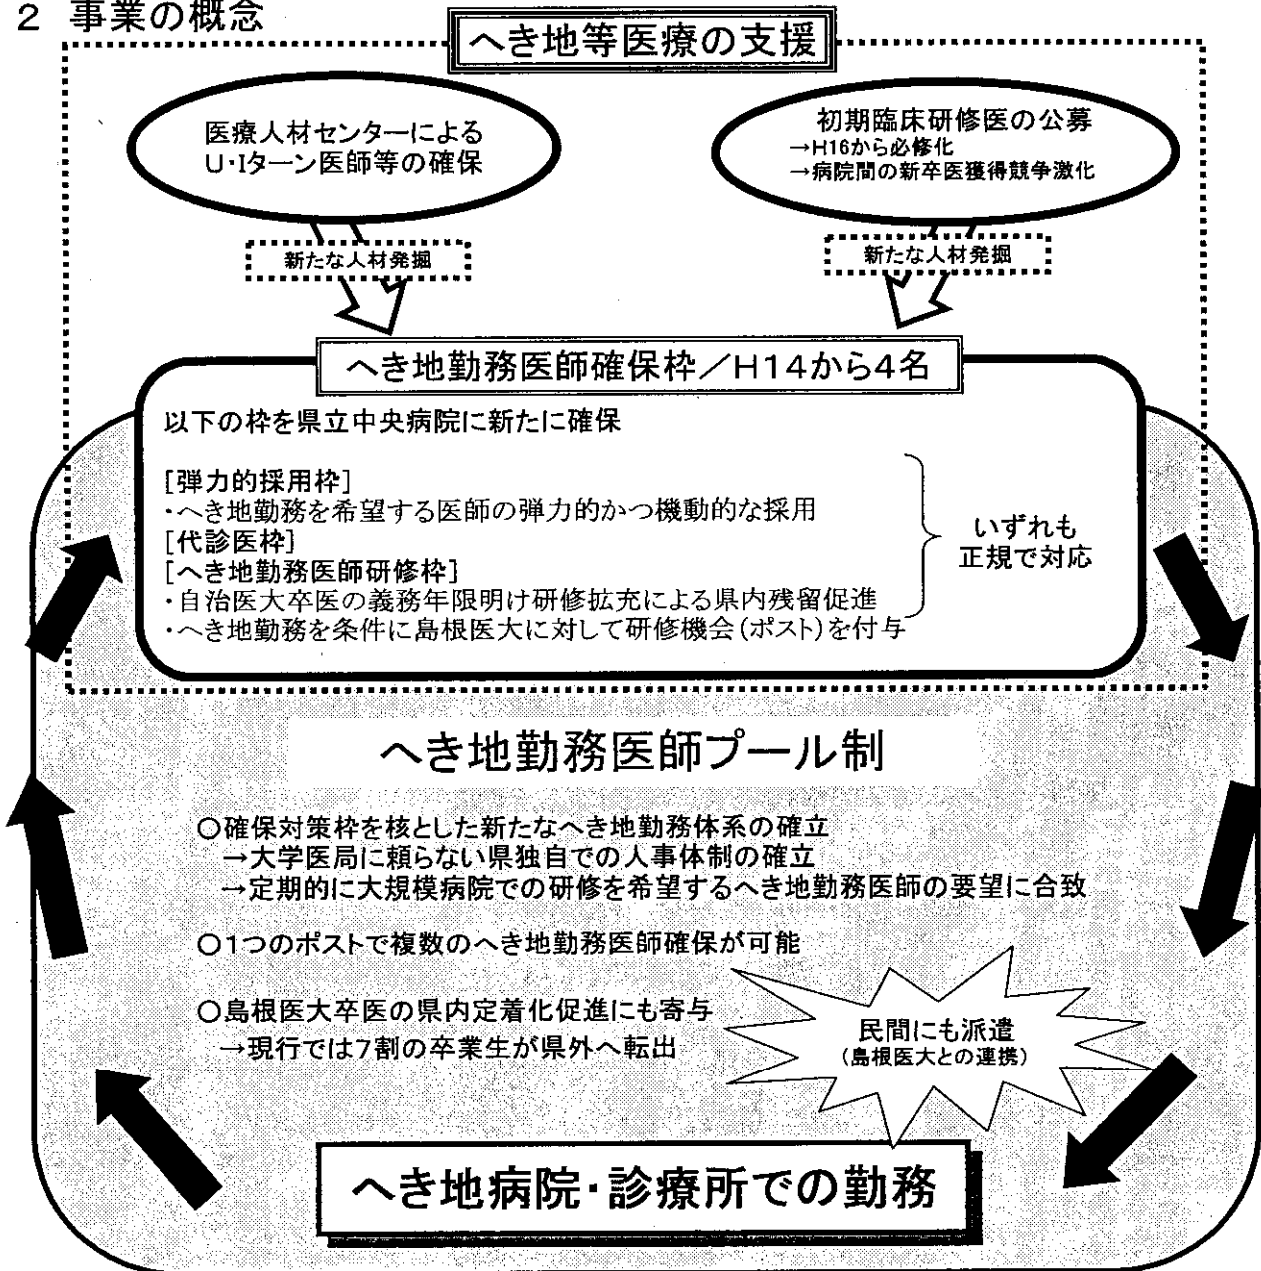 2 事業の概念
へき地等医療の支援
医療人材センターによる
U・Iターン医師等の確保
初期臨床研修医の公募
→H16から必修化
→病院間の新卒医獲得競争激化
新たな人材発掘
新たな人材発掘
へき地勤務医師確保枠／H14から4名
以下の枠を県立中央病院に新たに確保
[弾力的採用枠]
・へき地勤務を希望する医師の弾力的かつ機動的な採用
[代診医枠]
[へき地勤務医師研修枠]
・自治医大卒医の義務年限明け研修拡充による県内残留促進
・へき地勤務を条件に島根医大に対して研修機会(ポスト)を付与
いずれも
正規で対応
へき地勤務医師プール制
○確保対策枠を核とした新たなへき地勤務体系の確立
→大学医局に頼らない県独自での人事体制の確立
→定期的に大規模病院での研修を希望するへき地勤務医師の要望に合致
○1つのポストで複数のへき地勤務医師確保が可能
○島根医大卒医の県内定着化促進にも寄与
→現行では7割の卒業生が県外へ転出
民間にも派遣
(島根医大との連携)
へき地病院・診療所での勤務